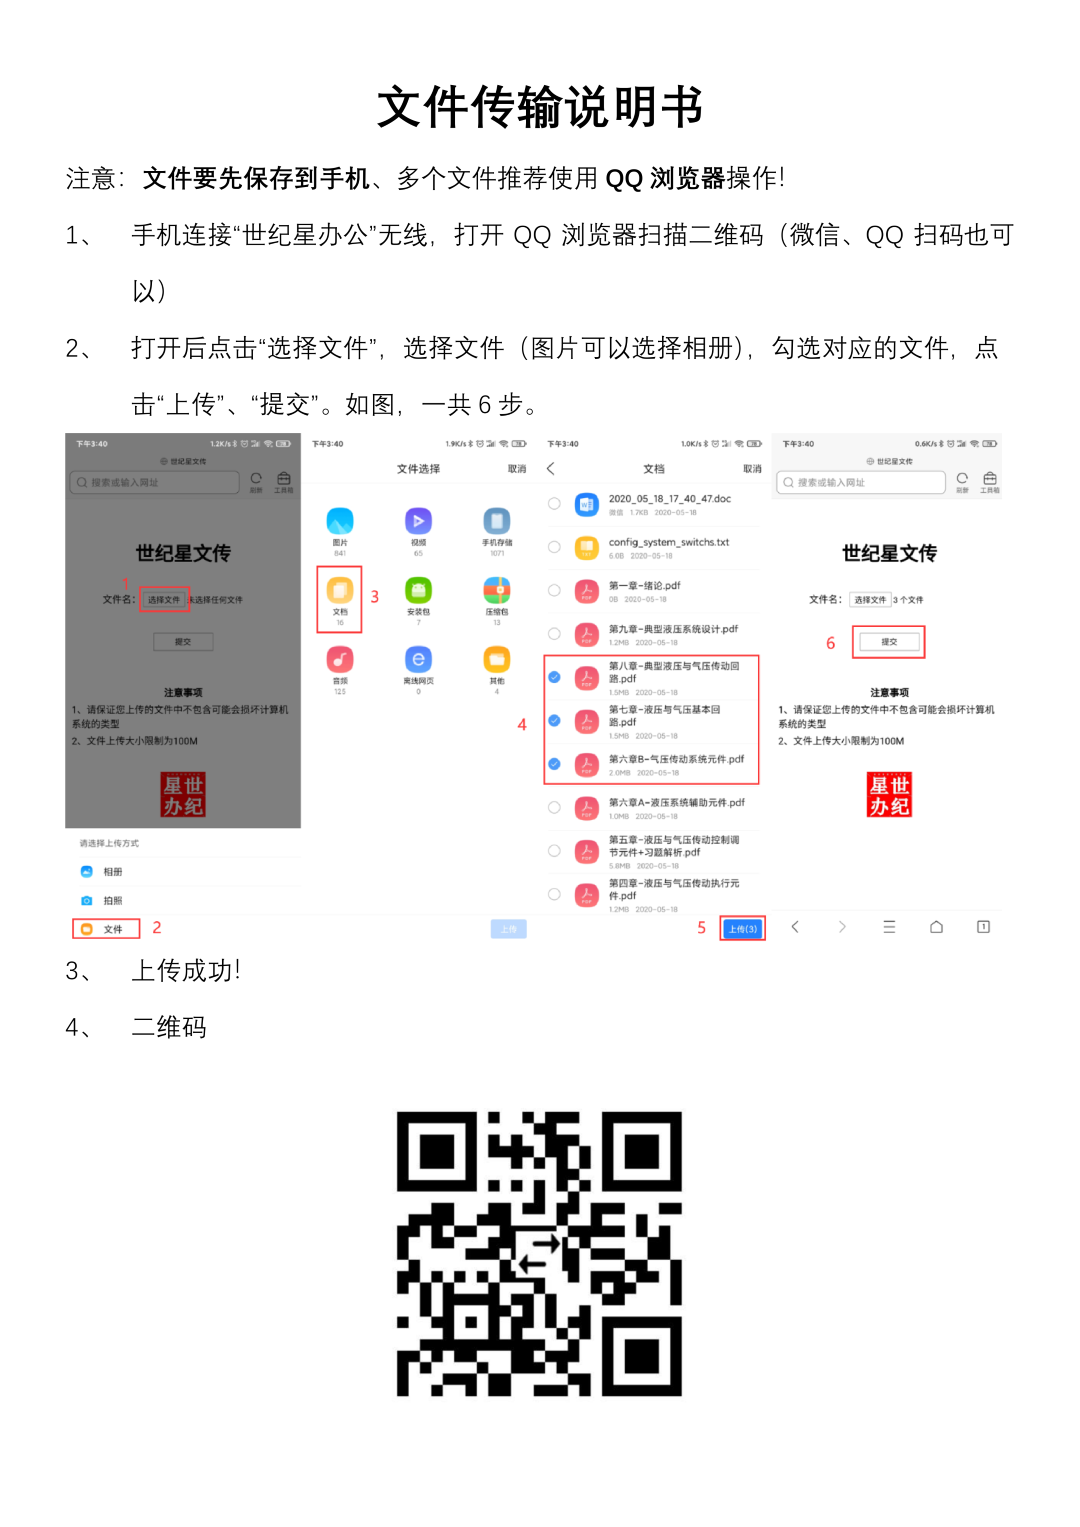 文件传输说明书
注意：文件要先保存到手机、多个文件推荐使用 QQ 浏览器操作！
1、 手机连接“世纪星办公”无线，打开 QQ 浏览器扫描二维码（微信、QQ 扫码也可
以）
2、 打开后点击“选择文件”，选择文件（图片可以选择相册），勾选对应的文件，点
击“上传”、“提交”。如图，一共 6 步。
下午3:40
1.2K/s
世纪星文传
搜索或输入网址
刷新
工具箱
世纪星文传
1
文件名：
选择文件
未选择任何文件
提交
注意事项
1、请保证您上传的文件中不包含可能会损坏计算机
系统的类型
2、文件上传大小限制为100M
星世
办纪
请选择上传方式
相册
拍照
文件
2
下午3:40
1.9K/s
文件选择
取消
图片
841
视频
65
手机存储
1071
文档
16
3
安装包
7
压缩包
13
音频
125
离线网页
0
其他
4
上传
下午3:40
1.0K/s
文档
取消
2020_05_18_17_40_47.doc
微信 1.7KB 2020-05-18
config_system_switchs.txt
6.0B 2020-05-18
第一章-绪论.pdf
0B 2020-05-18
第九章-典型液压系统设计.pdf
1.2MB 2020-05-18
4
第八章-典型液压与气压传动回
路.pdf
1.5MB 2020-05-18
第七章-液压与气压基本回
路.pdf
1.5MB 2020-05-18
第六章B-气压传动系统元件.pdf
2.0MB 2020-05-18
第六章A-液压系统辅助元件.pdf
1.0MB 2020-05-18
第五章-液压与气压传动控制调
节元件+习题解析.pdf
5.8MB 2020-05-18
第四章-液压与气压传动执行元
件.pdf
1.2MB 2020-05-18
5
上传(3)
下午3:40
0.6K/s
世纪星文传
搜索或输入网址
刷新
工具箱
世纪星文传
文件名：
选择文件
3 个文件
6
提交
注意事项
1、请保证您上传的文件中不包含可能会损坏计算机
系统的类型
2、文件上传大小限制为100M
星世
办纪
1
3、 上传成功！
4、 二维码